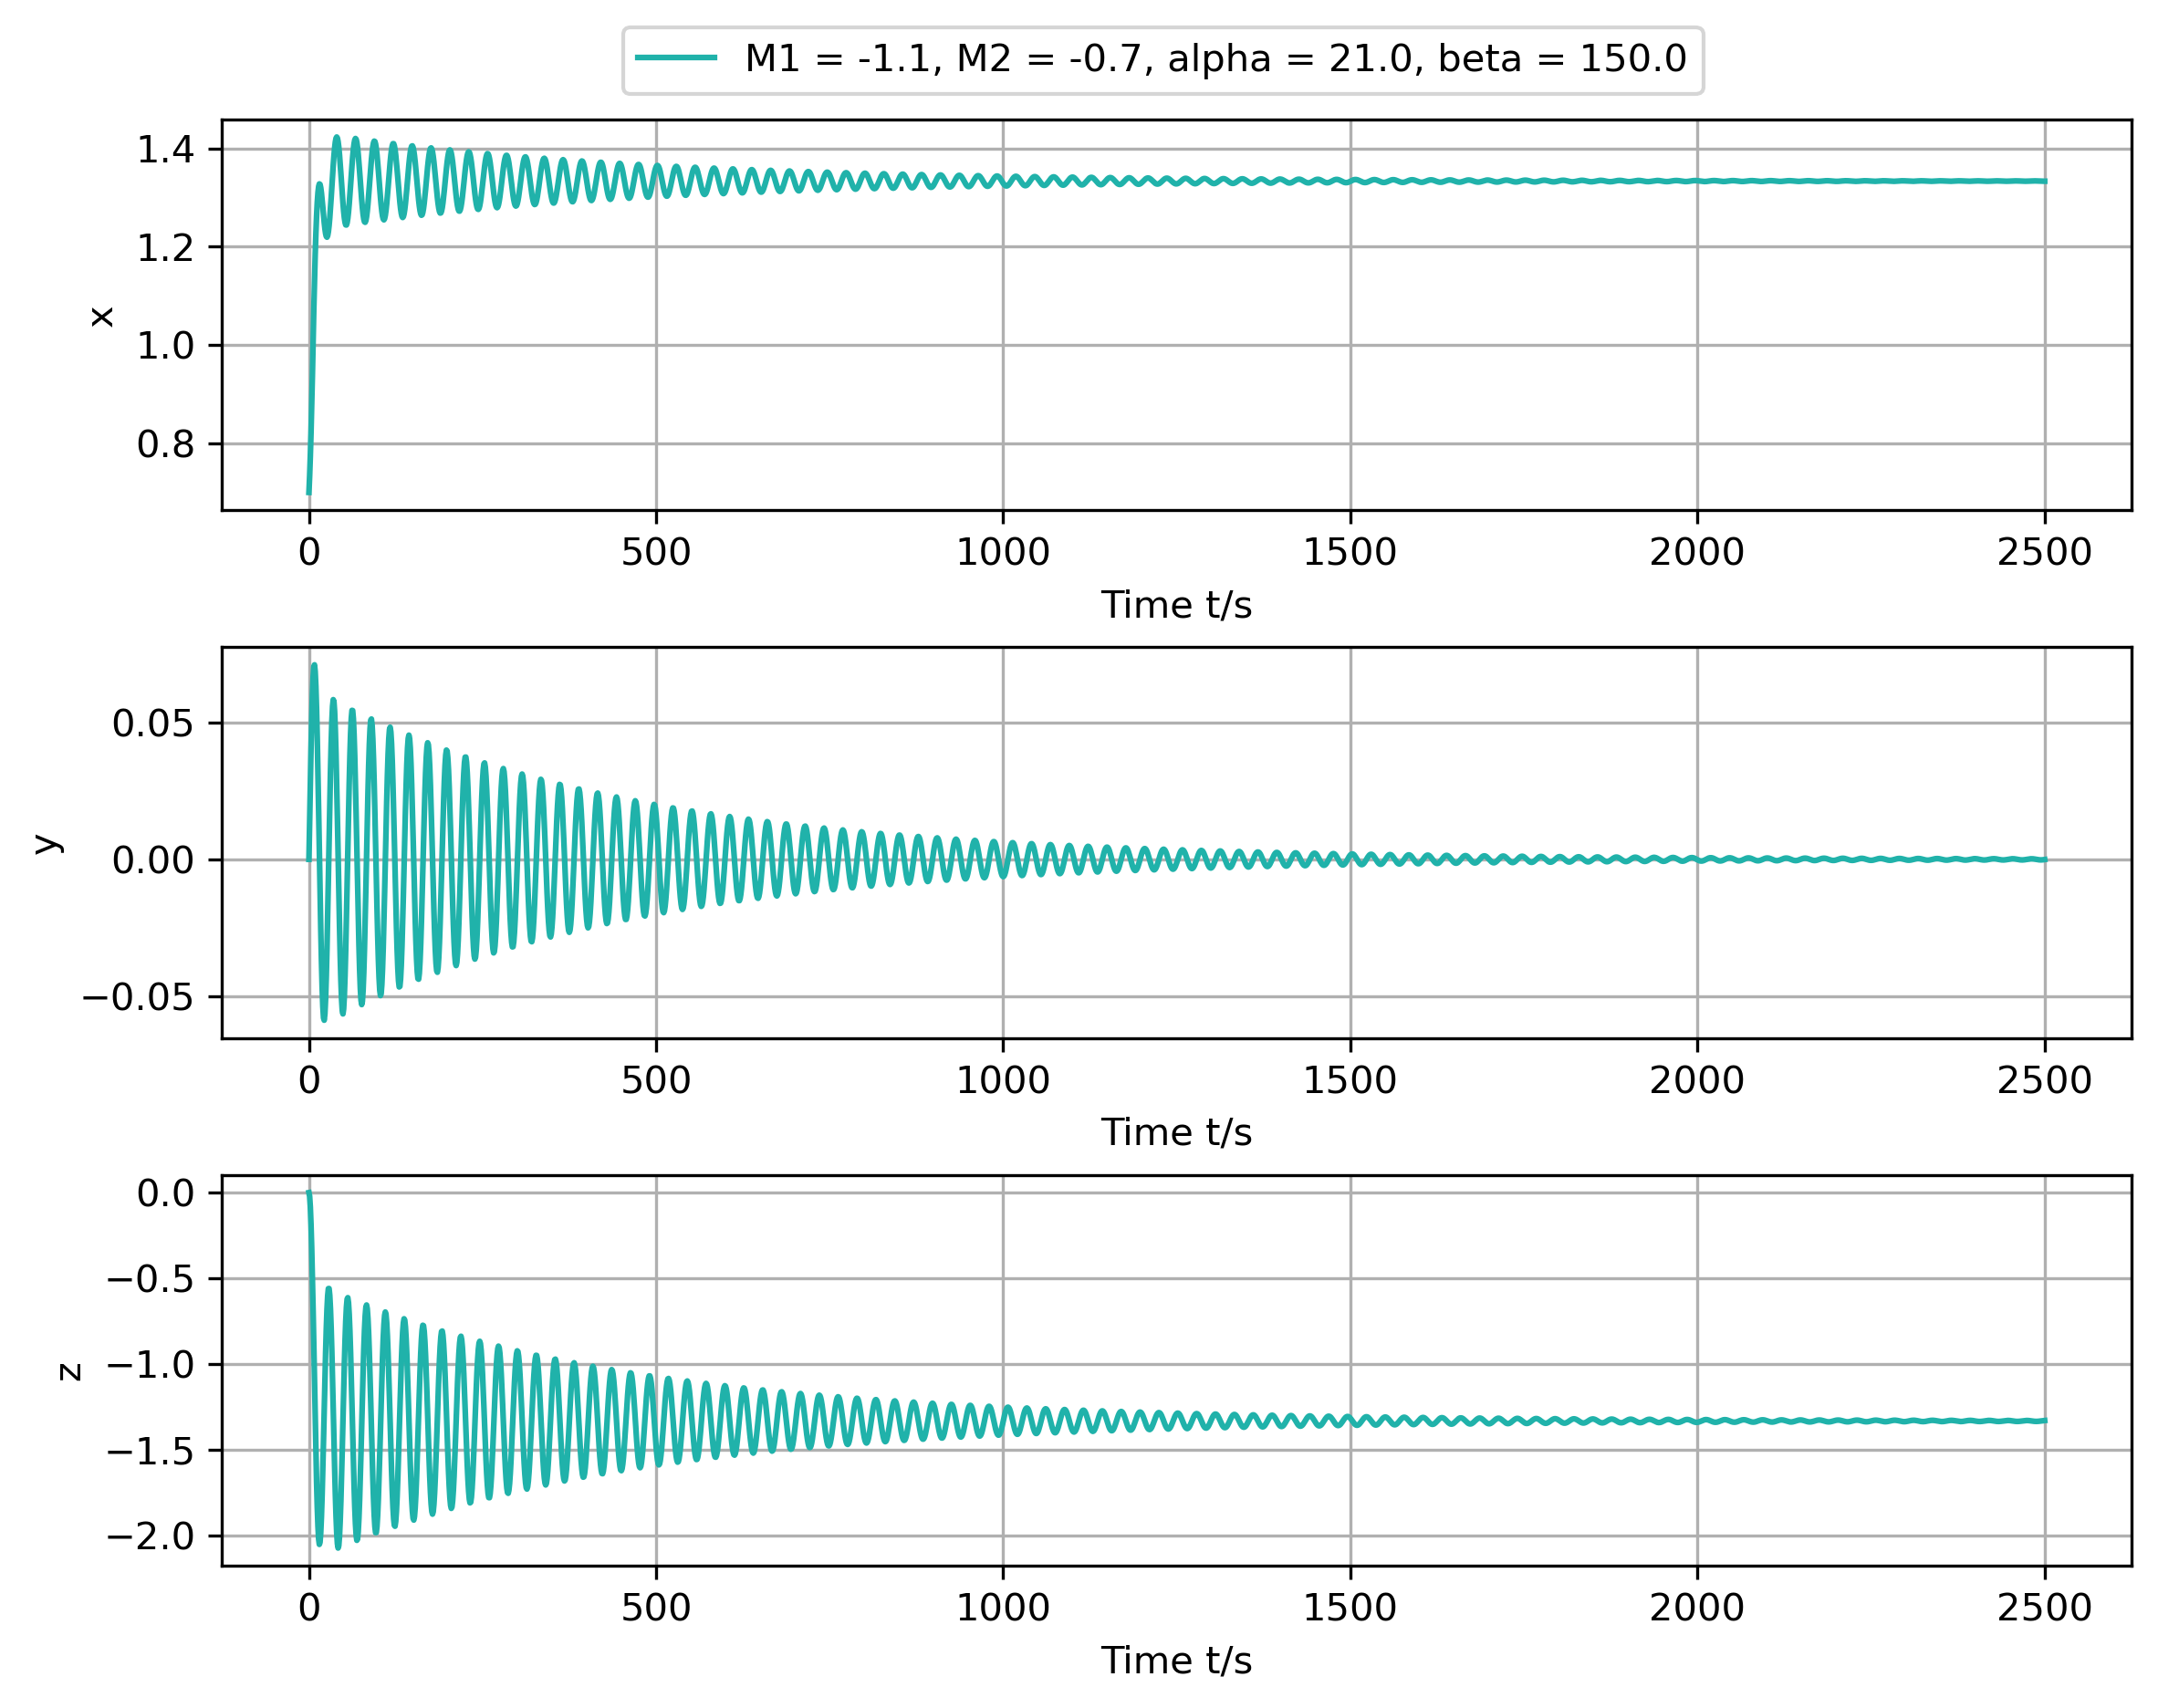 M1 = -1.1, M2 = -0.7, alpha = 21.0, beta = 150.0
1.4
1.2
1.0
0.8
x
0 500 1000 1500 2000 2500
Time t/s
0.05
0.00
−0.05
y
0 500 1000 1500 2000 2500
Time t/s
0.0
−0.5
−1.0
−1.5
−2.0
z
0 500 1000 1500 2000 2500
Time t/s